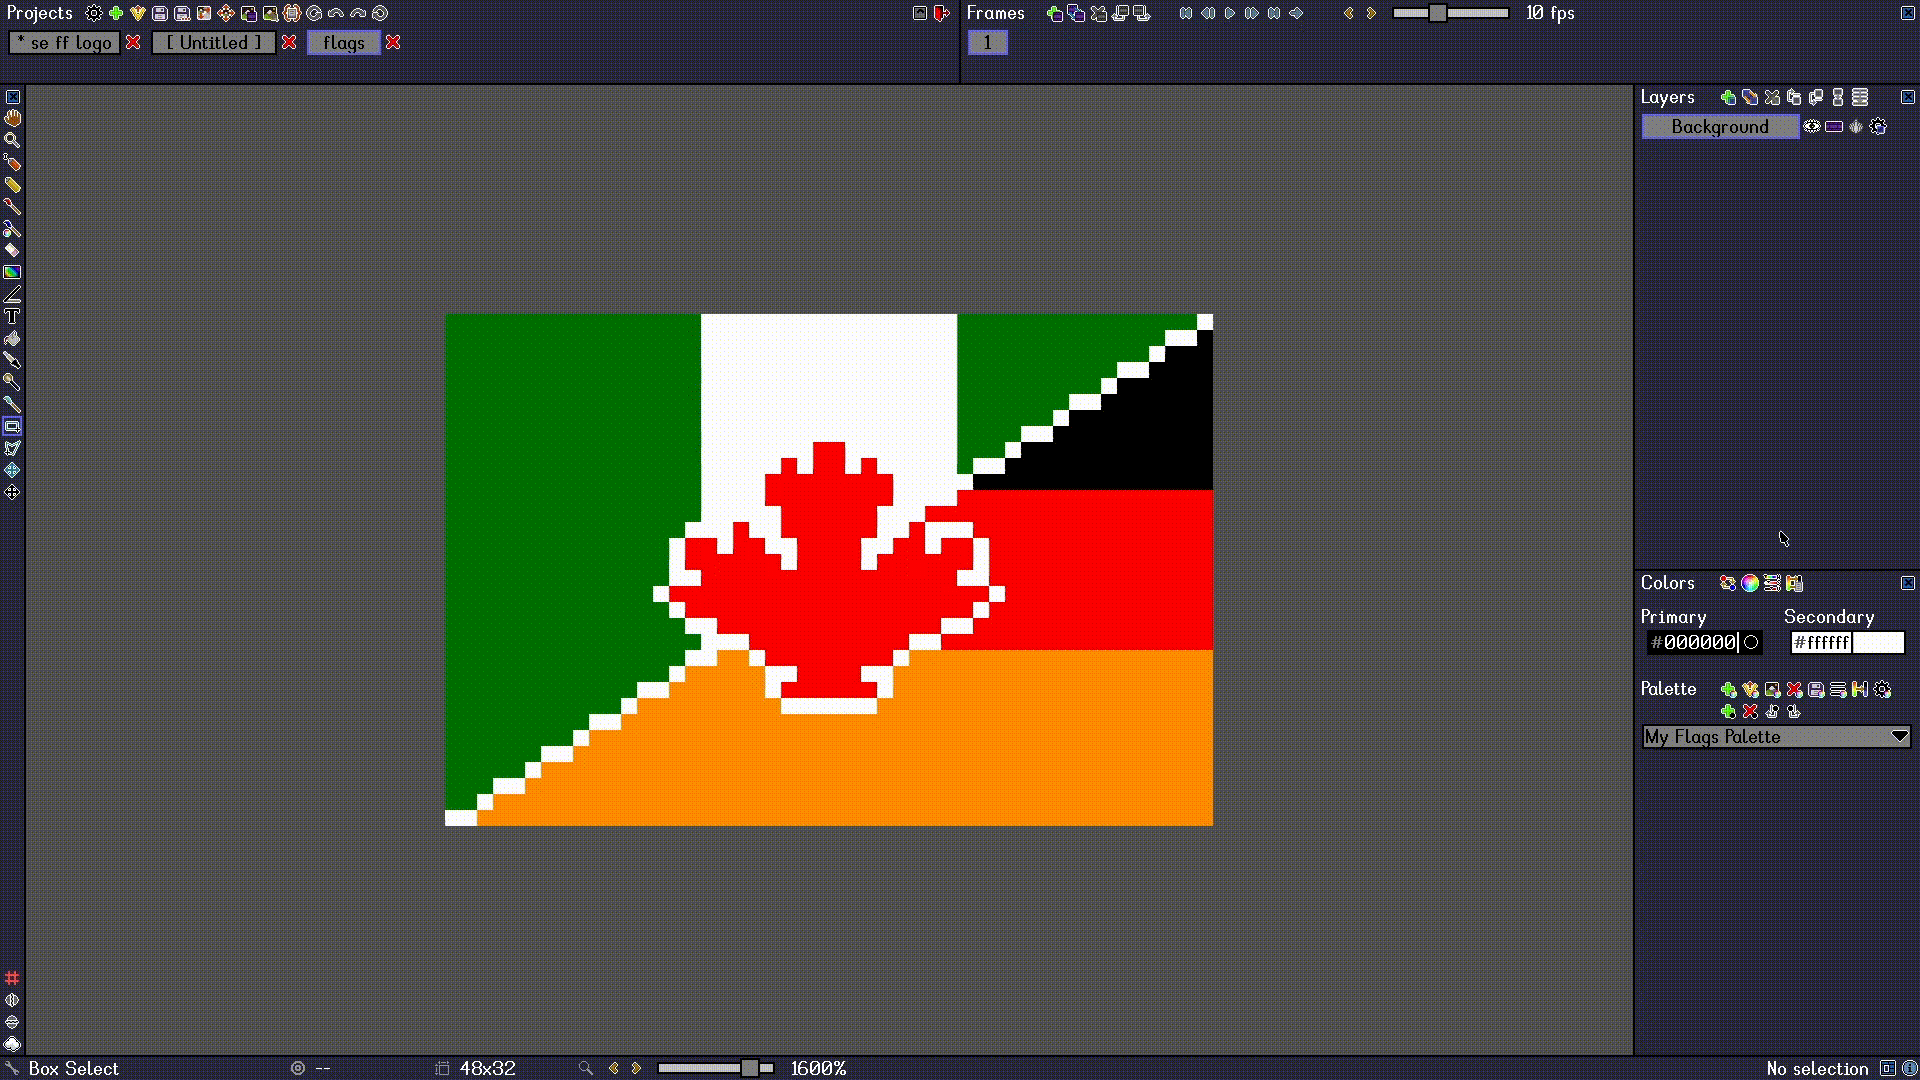 Projects
Frames
10 fps
* se ff logo
[ Untitled ]
flags
1
Layers
Background
Colors
Primary
Secondary
#000000
#ffffff
Palette
My Flags Palette
Box Select
--
48x32
1600%
No selection